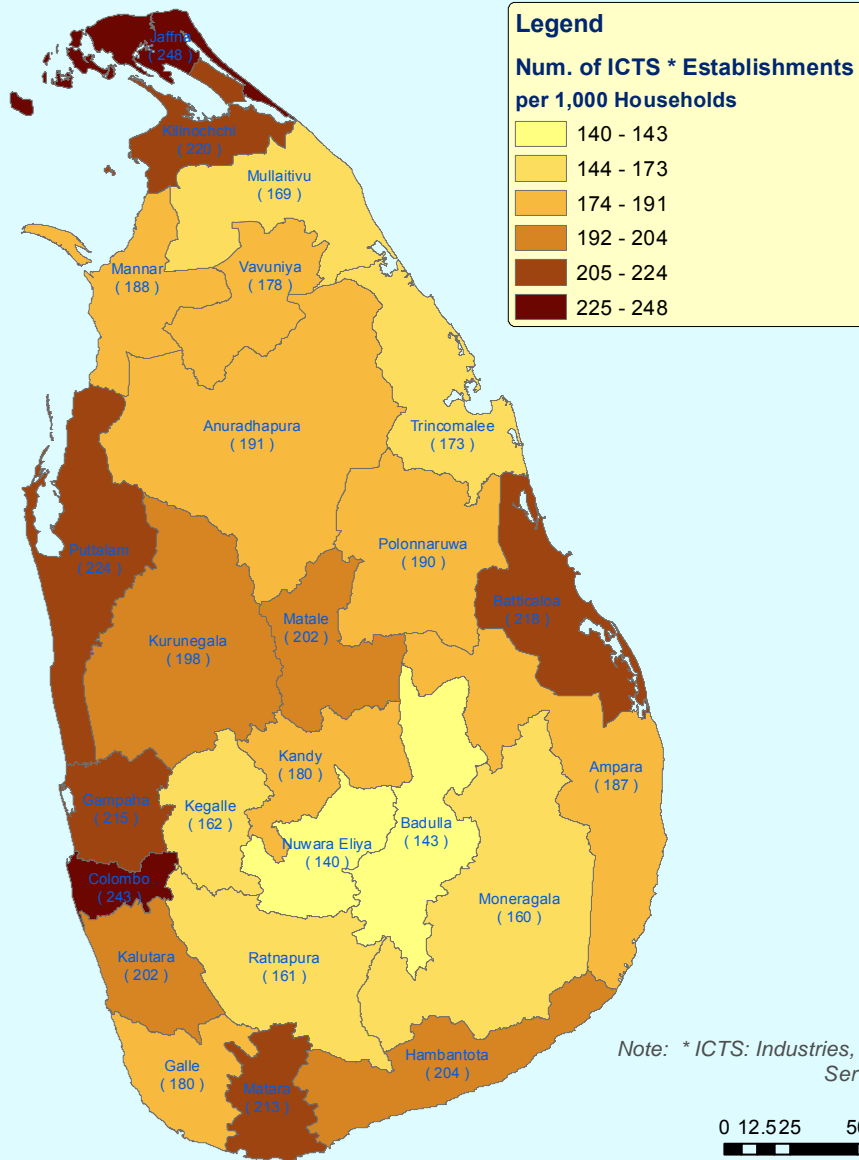 Legend
Num. of ICTS * Establishments
per 1,000 Households
140 - 143
144 - 173
174 - 191
192 - 204
205 - 224
225 - 248
Jaffna
( 248 )
Kilinochchi
( 220 )
Mullaitivu
( 169 )
Mannar
( 188 )
Vavuniya
( 178 )
Anuradhapura
( 191 )
Trincomalee
( 173 )
Puttalam
( 224 )
Polonnaruwa
( 190 )
Batticaloa
( 218 )
Matale
( 202 )
Kurunegala
( 198 )
Kandy
( 180 )
Ampara
( 187 )
Gampaha
( 215 )
Kegalle
( 162 )
Badulla
( 143 )
Nuwara Eliya
( 140 )
Colombo
( 243 )
Moneragala
( 160 )
Kalutara
( 202 )
Ratnapura
( 161 )
Galle
( 180 )
Matara
( 213 )
Hambantota
( 204 )
Note: * ICTS: Industries,
Ser
0 12.525 50